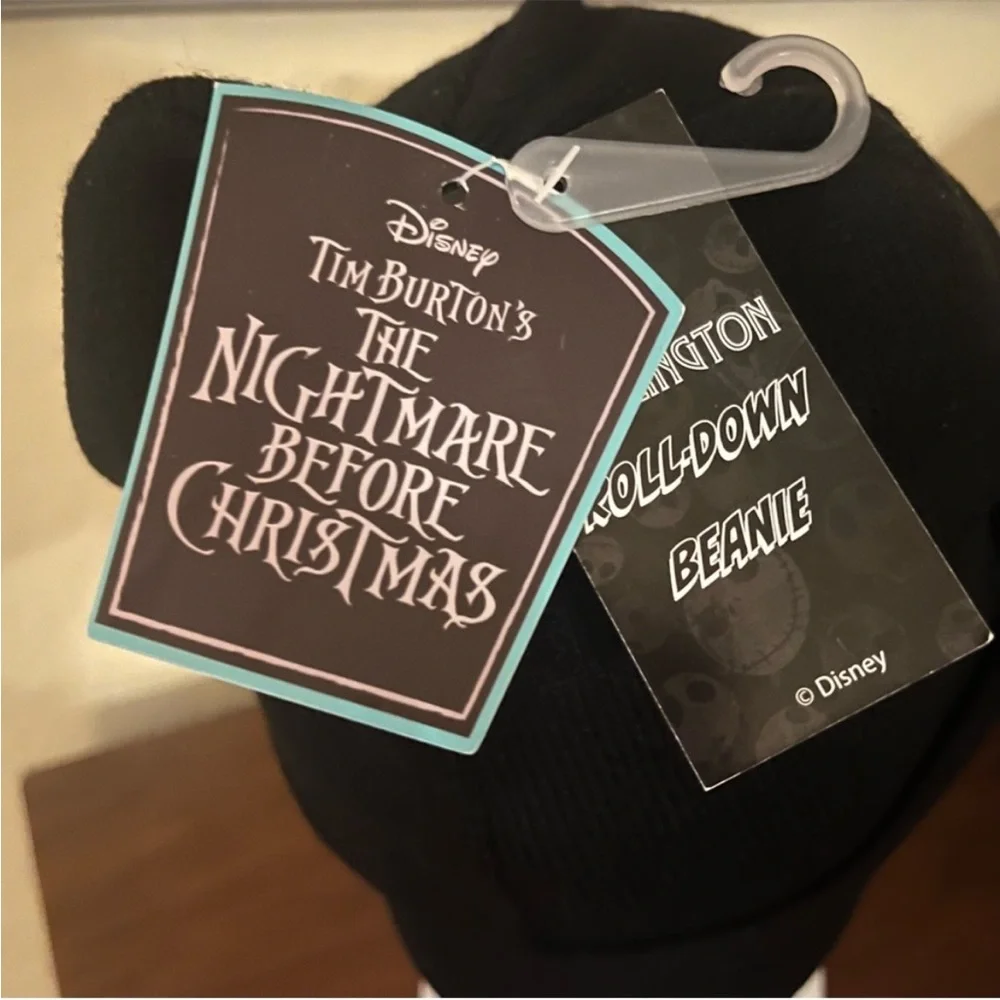 Disney
TIM BURTON'S
THE
NIGHTMARE
BEFORE
CHRISTMAS
ROLL-DOWN
BEANIE
© Disney